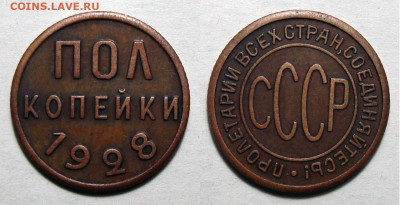 COINS.LAVE.RU
ПОЛ
КОПЕЙКИ
1928
ПРОЛЕТАРИИ ВСЕХ СТРАН, СОЕДИНЯЙТЕСЬ!
СССР